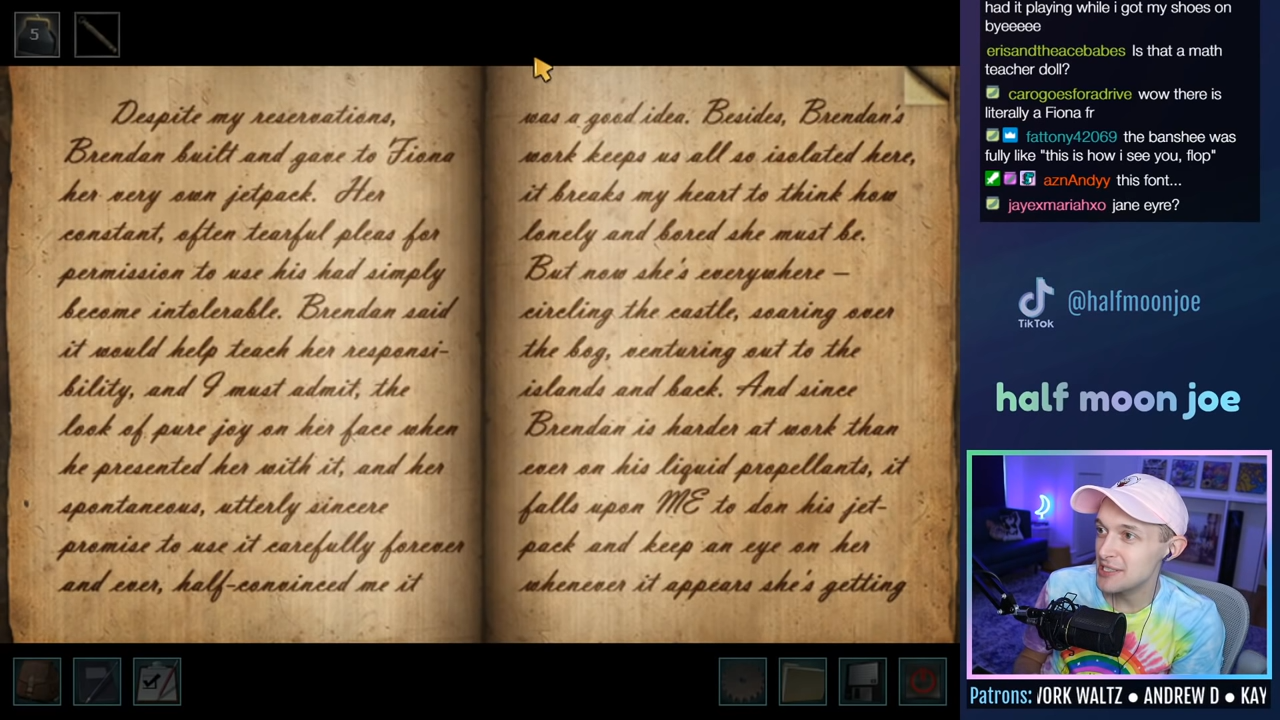 5
Despite my reservations,
Brendan built and gave to Fiona
her very own jetpack. Her
constant, often tearful pleas for
permission to use his had simply
become intolerable. Brendan said
it would help teach her responsi-
bility, and I must admit, the
look of pure joy on her face when
he presented her with it, and her
spontaneous, utterly sincere
promise to use it carefully forever
and ever, half-convinced me it
was a good idea. Besides, Brendan's
work keeps us all so isolated here,
it breaks my heart to think how
lonely and bored she must be.
But now she's everywhere –
circling the castle, soaring over
the bog, venturing out to the
islands and back. And since
Brendan is harder at work than
ever on his liquid propellants, it
falls upon ME to don his jet-
pack and keep an eye on her
whenever it appears she's getting
had it playing while i got my shoes on
byeeeee
erisandtheacebabes Is that a math
teacher doll?
carogoesforadrive wow there is
literally a Fiona fr
fattony42069 the banshee was
fully like "this is how i see you, flop"
aznAndyy this font...
jayexmariahxo jane eyre?
TikTok
@halfmoonjoe
half moon joe
Patrons: WORK WALTZ ● ANDREW D ● KAY